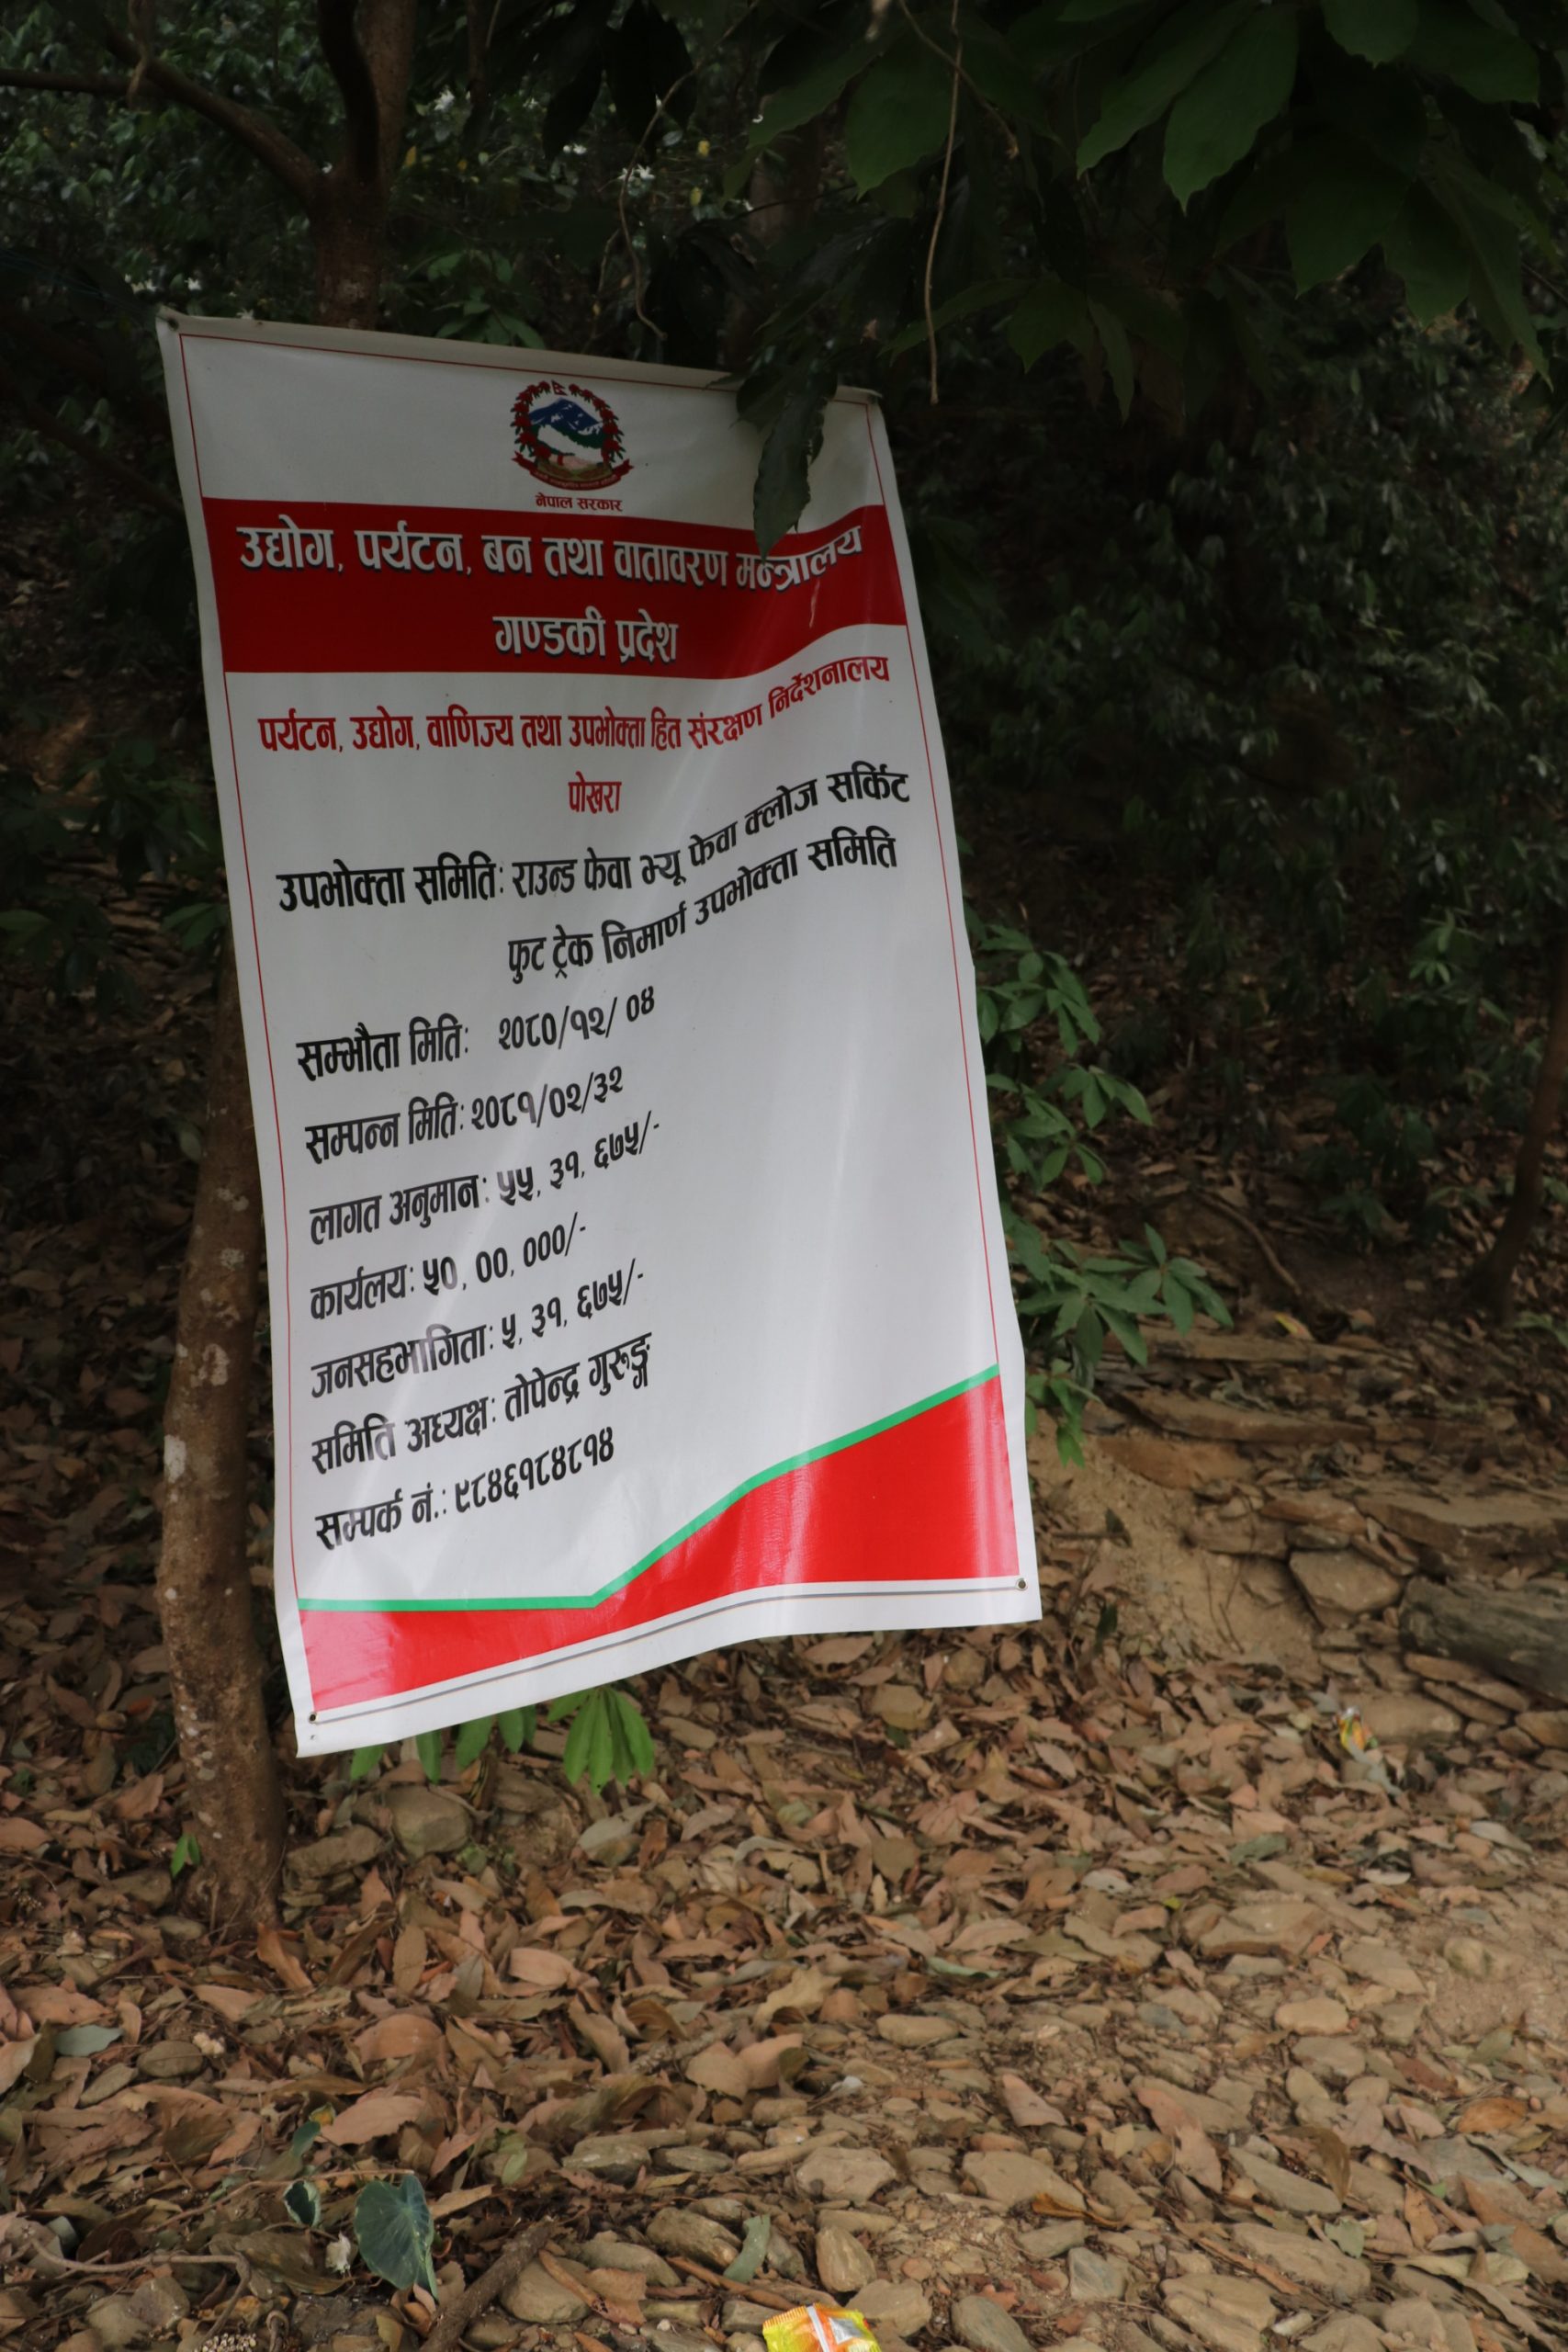 नेपाल सरकार
उद्योग, पर्यटन, बन तथा वातावरण मन्त्रालय
गण्डकी प्रदेश
पर्यटन, उद्योग, वाणिज्य तथा उपभोक्ता हित संरक्षण निर्देशनालय
पोखरा
उपभोक्ता समिति: राउन्ड फेवा भ्यू फेवा क्लोज सर्किट
फुट ट्रेक निमार्ण उपभोक्ता समिति
सम्झौता मिति: २०८०/१२/ ०४
सम्पन्न मिति: २०८१/०२/३२
लागत अनुमान: ५५, ३१, ६७५/-
कार्यलय: ५०, ००, ०००/-
जनसहभागिता: ५, ३१, ६७५/-
समिति अध्यक्ष: तोपेन्द्र गुरुङ्ग
सम्पर्क नं.: ९८४६१८४८१४